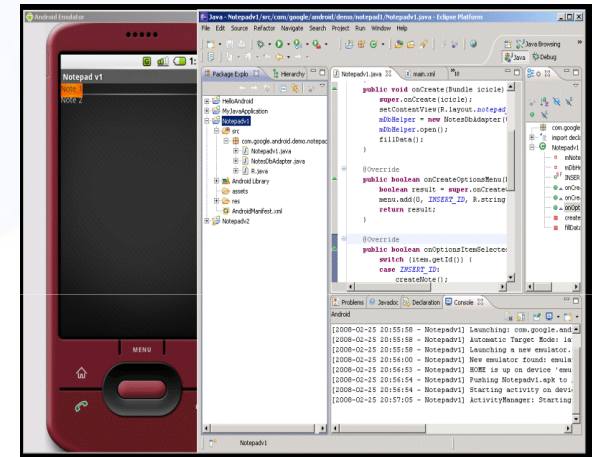 Android Emulator
1:
Notepad v1
Note 1
Note 2
MENU
Java - Notepadv1/src/com/google/android/demo/notepad1/Notepadv1.java - Eclipse Platform
File Edit Source Refactor Navigate Search Project Run Window Help
Java Browsing
Java Debug
Package Explo
Hierarchy
HelloAndroid
MyJavaApplication
Notepadv1
src
com.google.android.demo.notepac
Notepadv1.java
NotesDbAdapter.java
R.java
Android Library
assets
res
AndroidManifest.xml
Notepadv2
Notepadv1.java
main.xml
public void onCreate(Bundle icicle)
super.onCreate(icicle);
setContentView(R.layout.notepad
mDbHelper = new NotesDbAdapter(
mDbHelper.open();
fillData();
}
@Override
public boolean onCreateOptionsMenu(
boolean result = super.onCreate
menu.add(0, INSERT_ID, R.string
return result;
}
@Override
public boolean onOptionsItemSelecte
switch (item.getId()) {
case INSERT_ID:
createNote();
com.google
import decla
Notepadv1
mNote
mDbHe
INSER
onCrea
onCrea
onOpt
create
fillData
Problems Javadoc Declaration Console
Android
[2008-02-25 20:55:58 - Notepadv1] Launching: com.google.and
[2008-02-25 20:55:58 - Notepadv1] Automatic Target Mode: la
[2008-02-25 20:55:58 - Notepadv1] Launching a new emulator.
[2008-02-25 20:56:00 - Notepadv1] New emulator found: emula
[2008-02-25 20:56:53 - Notepadv1] HOME is up on device 'emu
[2008-02-25 20:56:54 - Notepadv1] Pushing Notepadv1.apk to
[2008-02-25 20:56:54 - Notepadv1] Starting activity on devi
[2008-02-25 20:57:05 - Notepadv1] ActivityManager: Starting
Notepadv1